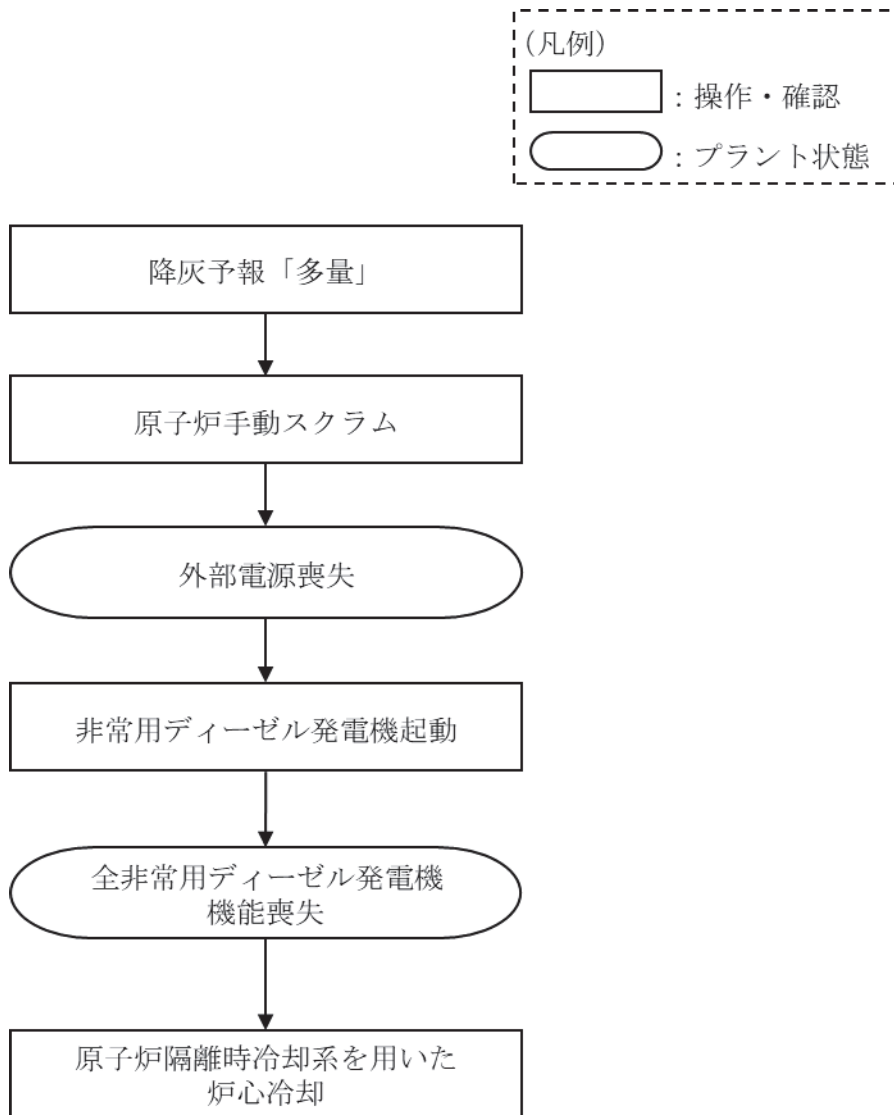 (凡例)
：操作・確認
：プラント状態
降灰予報「多量」
原子炉手動スクラム
外部電源喪失
非常用ディーゼル発電機起動
全非常用ディーゼル発電機
機能喪失
原子炉隔離時冷却系を用いた
炉心冷却